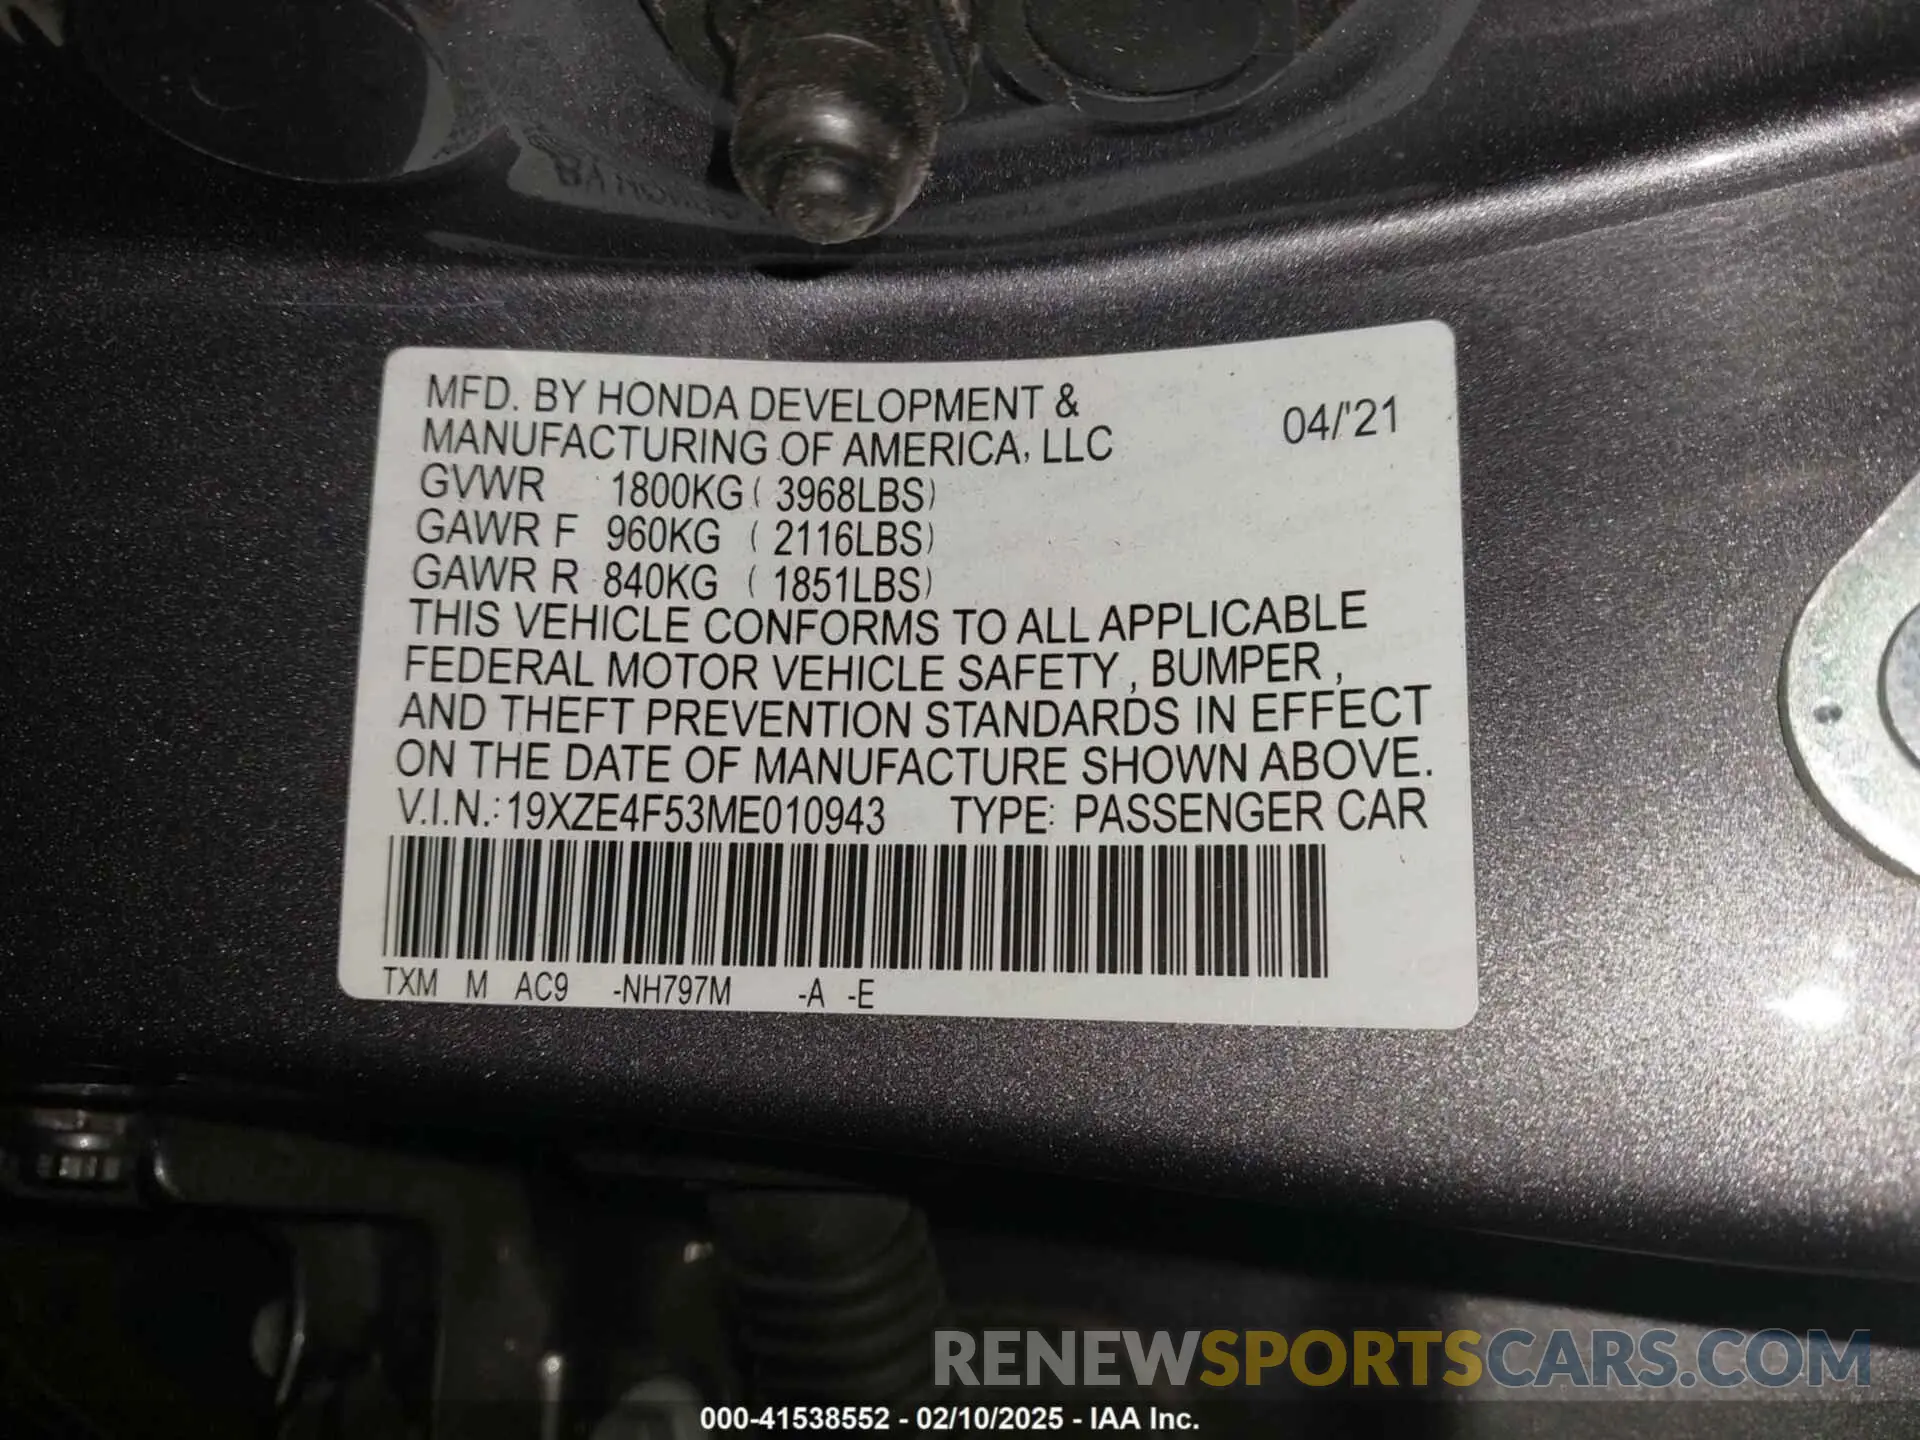 MFD. BY HONDA DEVELOPMENT & 
MANUFACTURING OF AMERICA, LLC 04/'21
GVWR 1800KG ( 3968LBS)
GAWR F 960KG ( 2116LBS)
GAWR R 840KG ( 1851LBS)
THIS VEHICLE CONFORMS TO ALL APPLICABLE
FEDERAL MOTOR VEHICLE SAFETY , BUMPER ,
AND THEFT PREVENTION STANDARDS IN EFFECT
ON THE DATE OF MANUFACTURE SHOWN ABOVE.
V.I.N.: 19XZE4F53ME010943 TYPE: PASSENGER CAR
TXM M AC9 -NH797M -A -E
RENEWSPORTSCARS.COM
000-41538552 - 02/10/2025 - IAA Inc.